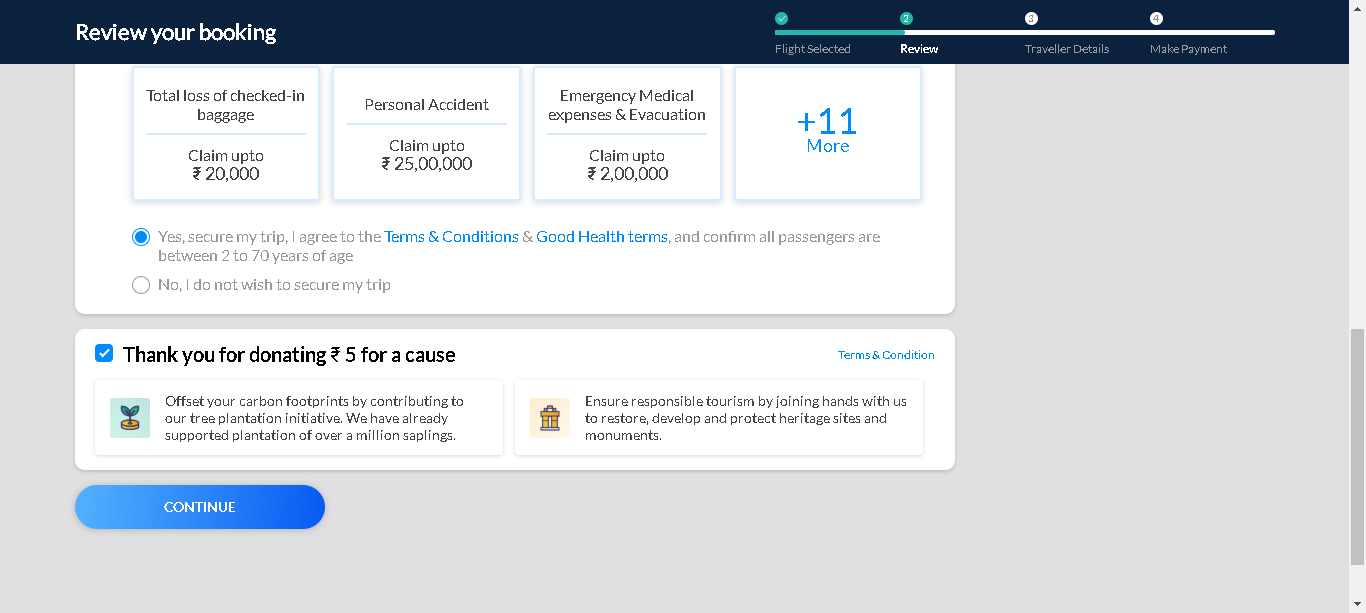 Review your booking
2
3
4
Flight Selected
Review
Traveller Details
Make Payment
Total loss of checked-in
baggage
Claim upto
₹ 20,000
Personal Accident
Claim upto
₹ 25,00,000
Emergency Medical
expenses & Evacuation
Claim upto
₹ 2,00,000
+11
More
Yes, secure my trip, I agree to the Terms & Conditions & Good Health terms, and confirm all passengers are
between 2 to 70 years of age
No, I do not wish to secure my trip
Thank you for donating ₹ 5 for a cause
Terms & Condition
Offset your carbon footprints by contributing to
our tree plantation initiative. We have already
supported plantation of over a million saplings.
Ensure responsible tourism by joining hands with us
to restore, develop and protect heritage sites and
monuments.
CONTINUE